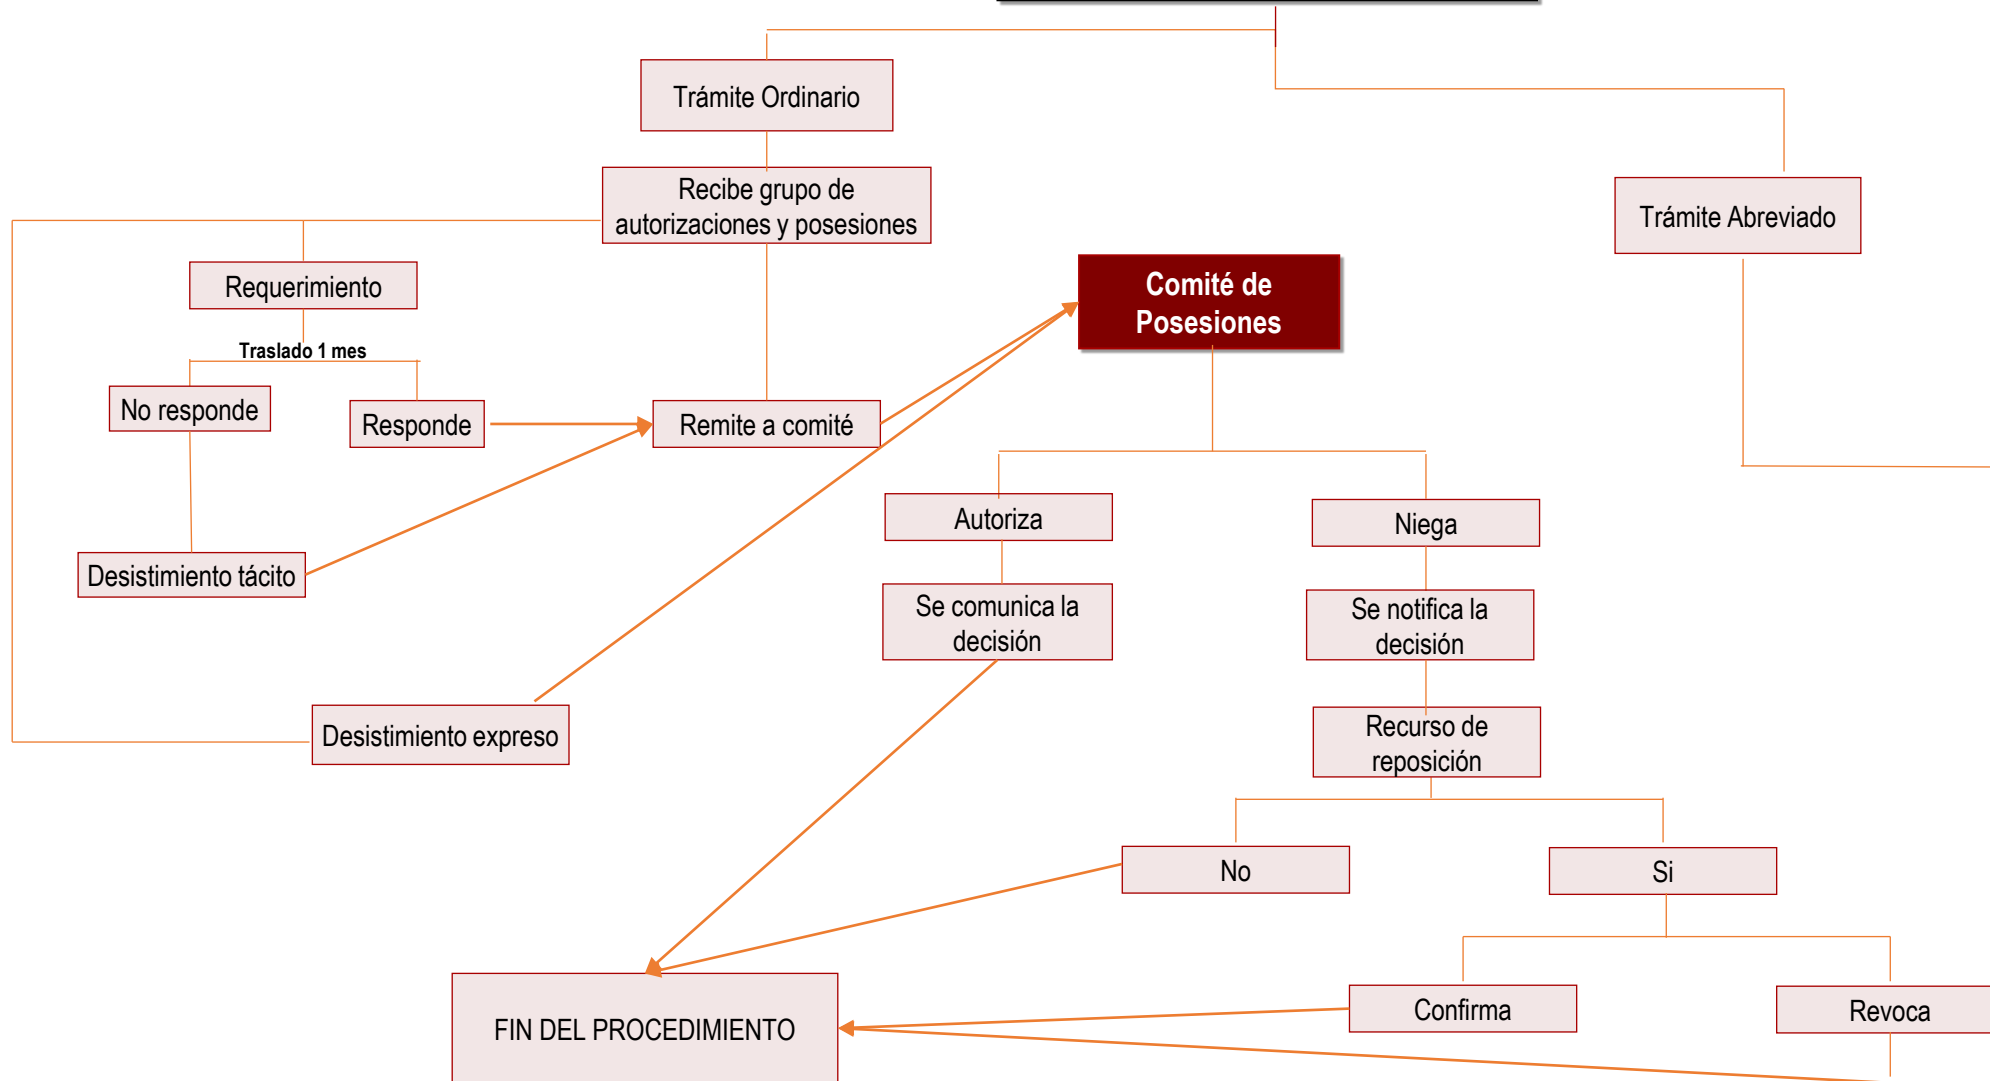 Trámite Ordinario
Recibe grupo de
autorizaciones y posesiones
Trámite Abreviado
Requerimiento
Comité de
Posesiones
Traslado 1 mes
No responde
Responde
Remite a comité
Autoriza
Niega
Desistimiento tácito
Se comunica la
decisión
Se notifica la
decisión
Desistimiento expreso
Recurso de
reposición
No
Si
FIN DEL PROCEDIMIENTO
Confirma
Revoca